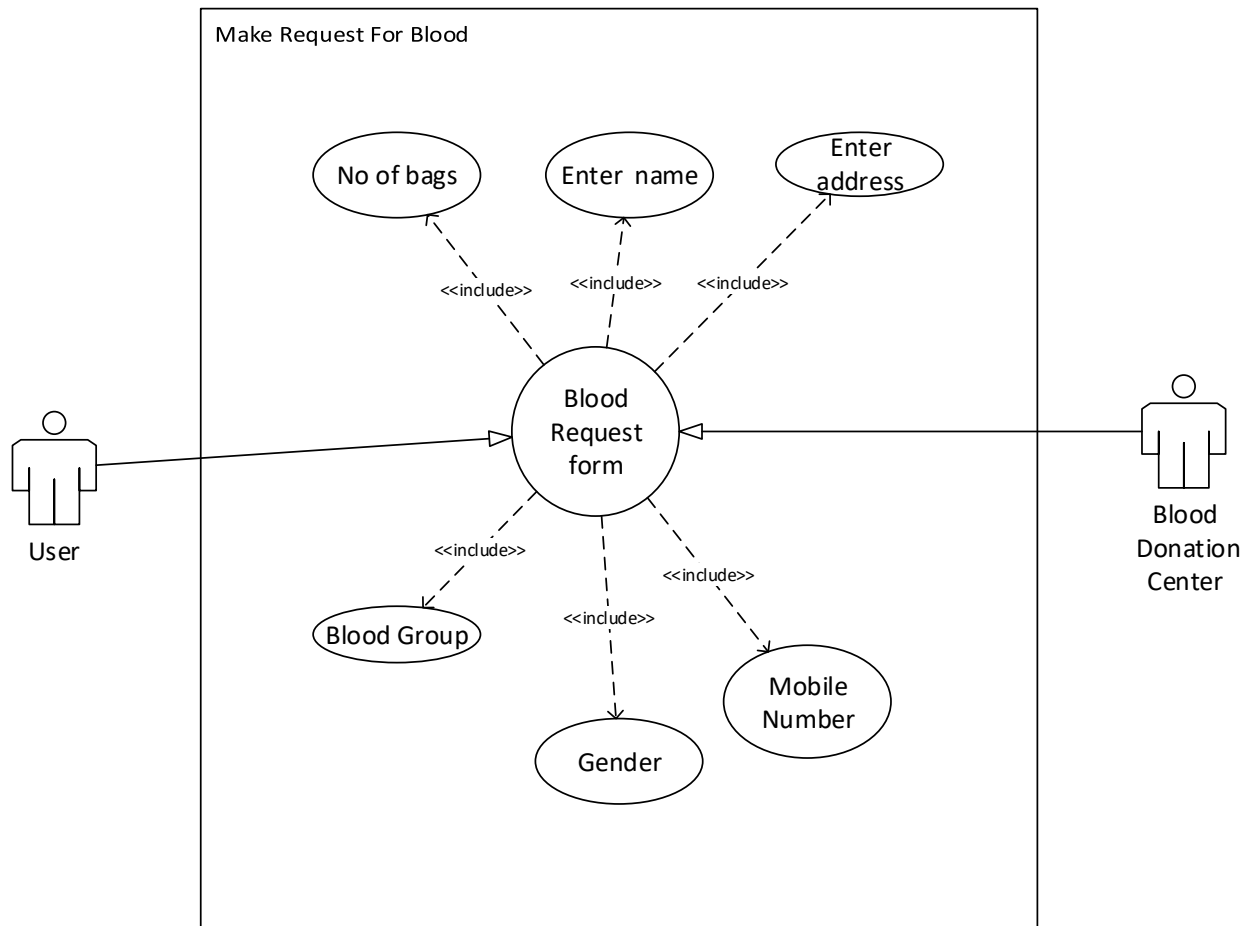 Make Request For Blood
No of bags
Enter name
Enter
address
<<include>>
<<include>>
<<include>>
Blood
Request
form
User
Blood
Donation
Center
<<include>>
<<include>>
<<include>>
Blood Group
Mobile
Number
Gender